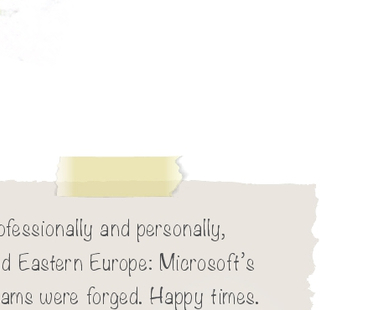 ofessionally and personally,
d Eastern Europe: Microsoft's
ams were forged. Happy times.